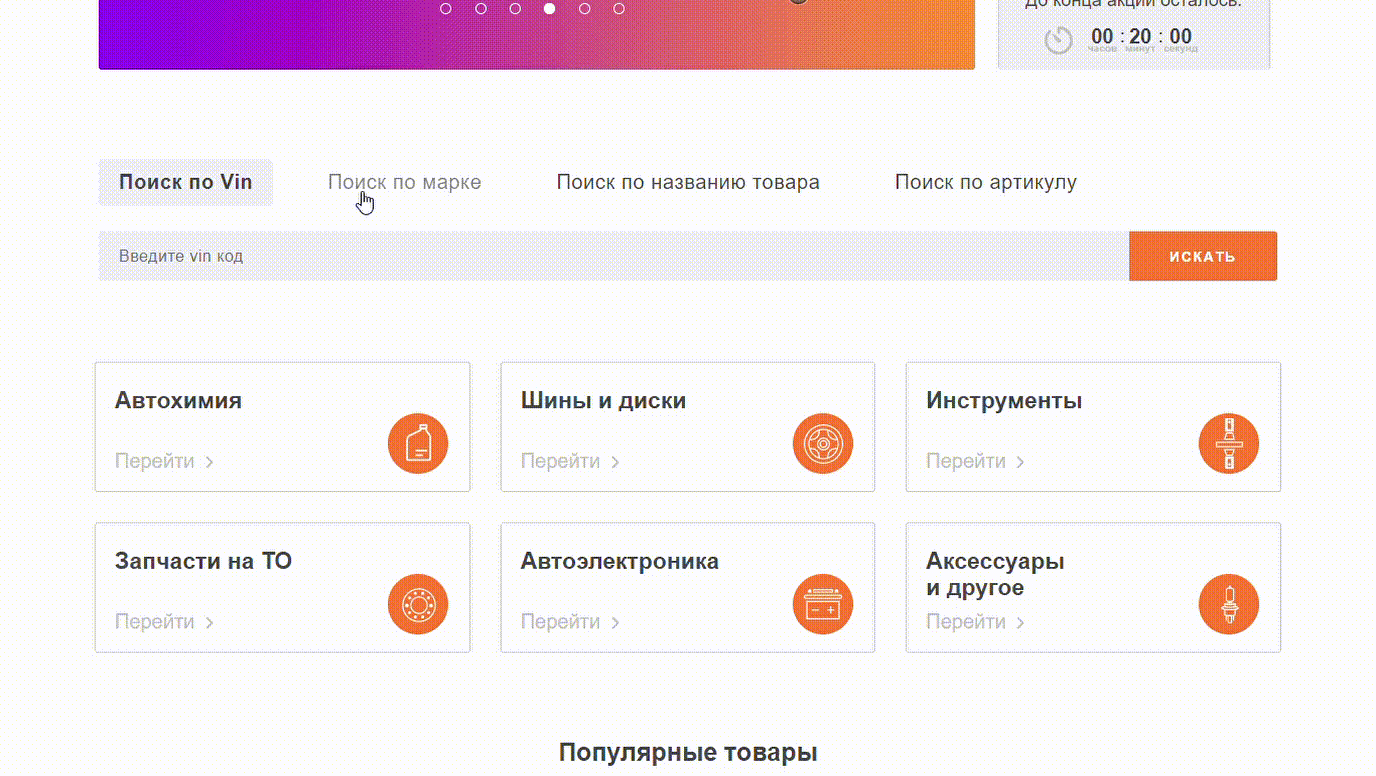 До конца акции осталось:
00 : 20 : 00
часов минут секунд
Поиск по Vin
Поиск по марке
Поиск по названию товара
Поиск по артикулу
Введите vin код
ИСКАТЬ
Автохимия
Перейти
Шины и диски
Перейти
Инструменты
Перейти
Запчасти на ТО
Перейти
Автоэлектроника
Перейти
Аксессуары
и другое
Перейти
Популярные товары